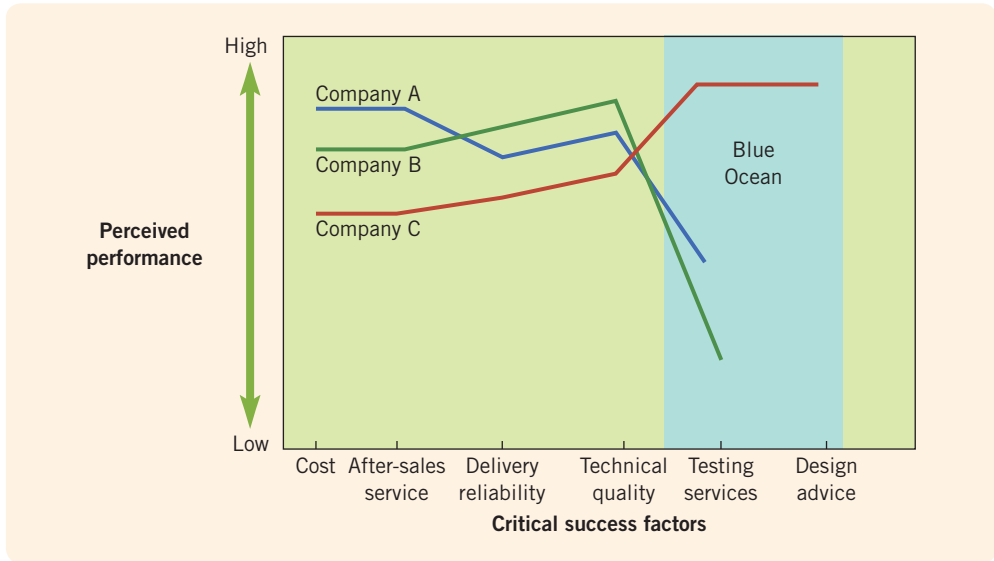 High
Company A
Company B
Company C
Blue
Ocean
Perceived
performance
Low
Cost
After-sales
service
Delivery
reliability
Technical
quality
Testing
services
Design
advice
Critical success factors